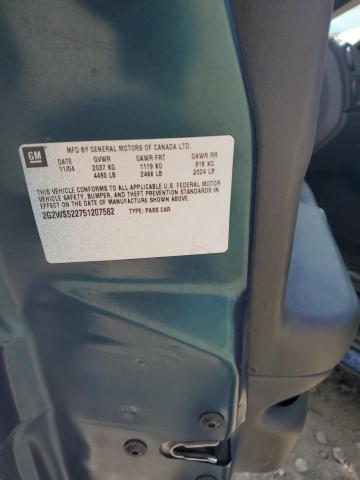 GM
MFD BY GENERAL MOTORS OF CANADA LTD.
DATE GVWR GAWR FRT GAWR RR
11/04 2037 KG 1119 KG 918 KG
4490 LB 2466 LB 2024 LB
THIS VEHICLE CONFORMS TO ALL APPLICABLE U.S. FEDERAL MOTOR
VEHICLE SAFETY, BUMPER, AND THEFT PREVENTION STANDARDS IN
EFFECT ON THE DATE OF MANUFACTURE SHOWN ABOVE.
2G2WS522751207582 TYPE: PASS CAR